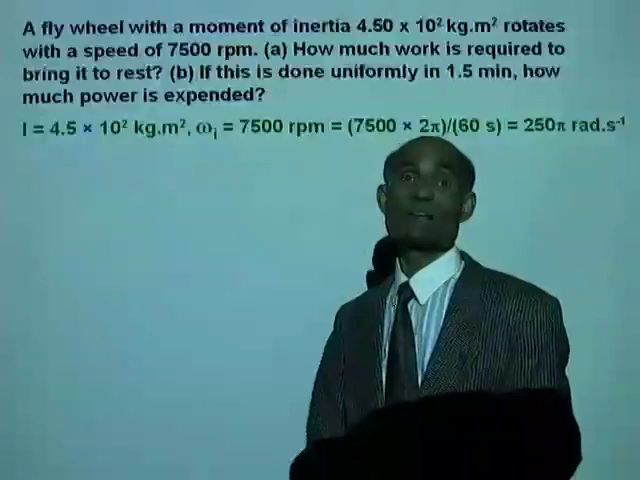 A fly wheel with a moment of inertia 4.50 x 10² kg.m² rotates
with a speed of 7500 rpm. (a) How much work is required to
bring it to rest? (b) If this is done uniformly in 1.5 min, how
much power is expended?
I = 4.5 × 10² kg.m², ωᵢ = 7500 rpm = (7500 × 2π)/(60 s) = 250π rad.s⁻¹